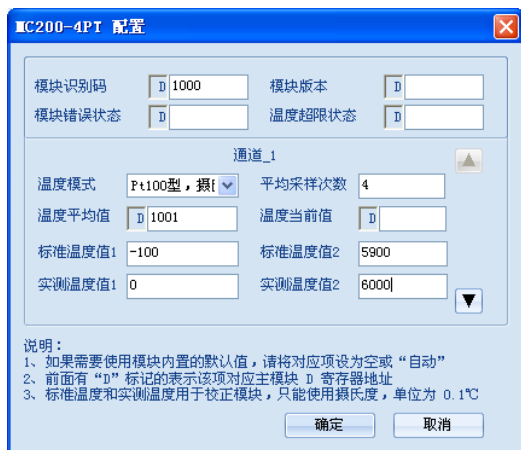 MC200-4PT 配置
模块识别码 D 1000 模块版本 D
模块错误状态 D 温度超限状态 D
通道_1
温度模式 Pt100型，摄 平均采样次数 4
温度平均值 D 1001 温度当前值 D
标准温度值1 -100 标准温度值2 5900
实测温度值1 0 实测温度值2 6000
说明：
1、如果需要使用模块内置的默认值，请将对应项设为空或“自动”
2、前面有“D”标记的表示该项对应主模块 D 寄存器地址
3、标准温度和实测温度用于校正模块，只能使用摄氏度，单位为 0.1℃
确定 取消